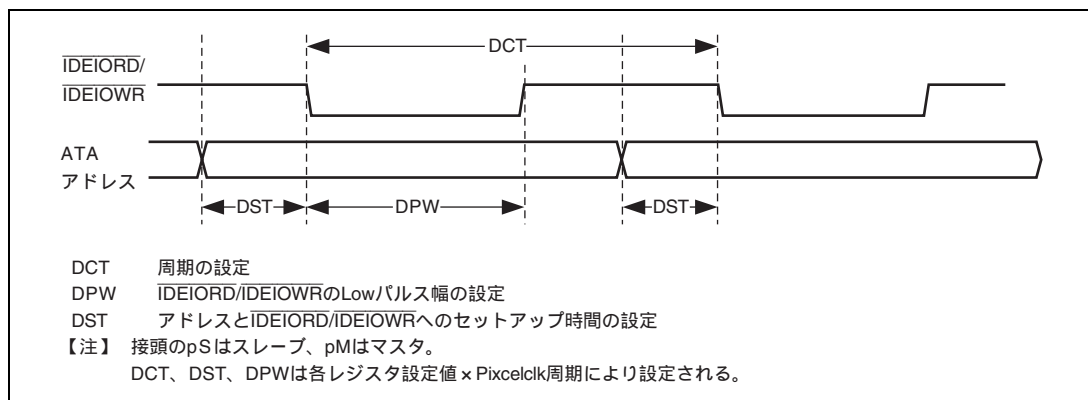 DCT
IDEIORD/
IDEIOWR
ATA
アドレス
DST DPW DST
DCT 周期の設定
DPW IDEIORD/IDEIOWRのLowパルス幅の設定
DST アドレスとIDEIORD/IDEIOWRへのセットアップ時間の設定
【注】 接頭のpSはスレーブ、pMはマスタ。
DCT、DST、DPWは各レジスタ設定値×Pixcelclk周期により設定される。